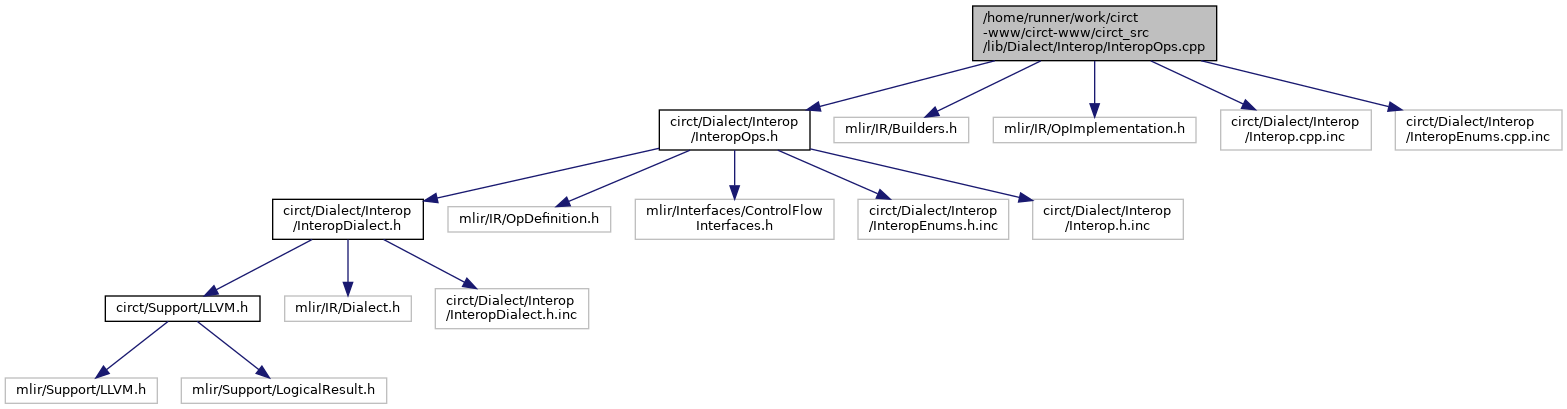 /home/runner/work/circt
-www/circt-www/circt_src
/lib/Dialect/Interop/InteropOps.cpp
circt/Dialect/Interop
/InteropOps.h
mlir/IR/Builders.h
mlir/IR/OpImplementation.h
circt/Dialect/Interop
/Interop.cpp.inc
circt/Dialect/Interop
/InteropEnums.cpp.inc
circt/Dialect/Interop
/InteropDialect.h
mlir/IR/OpDefinition.h
mlir/Interfaces/ControlFlow
Interfaces.h
circt/Dialect/Interop
/InteropEnums.h.inc
circt/Dialect/Interop
/Interop.h.inc
circt/Support/LLVM.h
mlir/IR/Dialect.h
circt/Dialect/Interop
/InteropDialect.h.inc
mlir/Support/LLVM.h
mlir/Support/LogicalResult.h